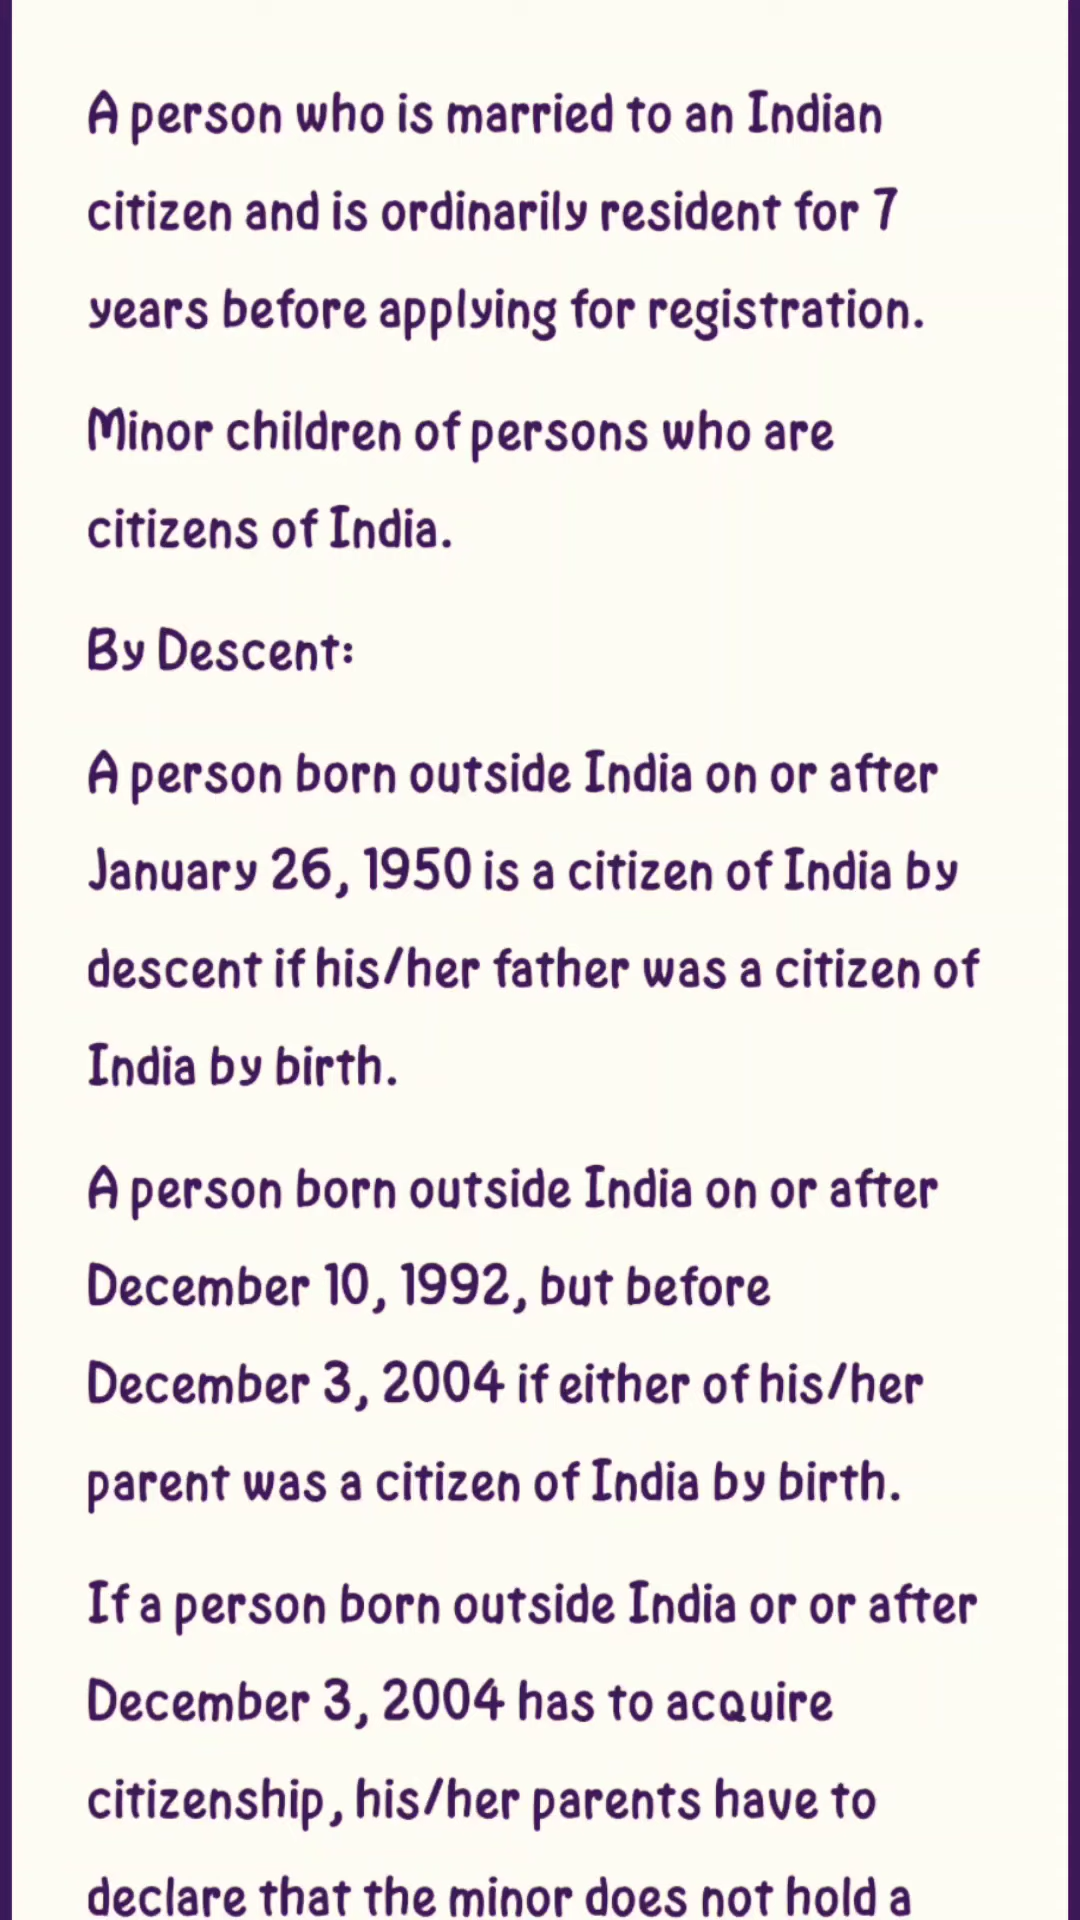 A person who is married to an Indian
citizen and is ordinarily resident for 7
years before applying for registration.
Minor children of persons who are
citizens of India.
By Descent:
A person born outside India on or after
January 26, 1950 is a citizen of India by
descent if his/her father was a citizen of
India by birth.
A person born outside India on or after
December 10, 1992, but before
December 3, 2004 if either of his/her
parent was a citizen of India by birth.
If a person born outside India or or after
December 3, 2004 has to acquire
citizenship, his/her parents have to
declare that the minor does not hold a